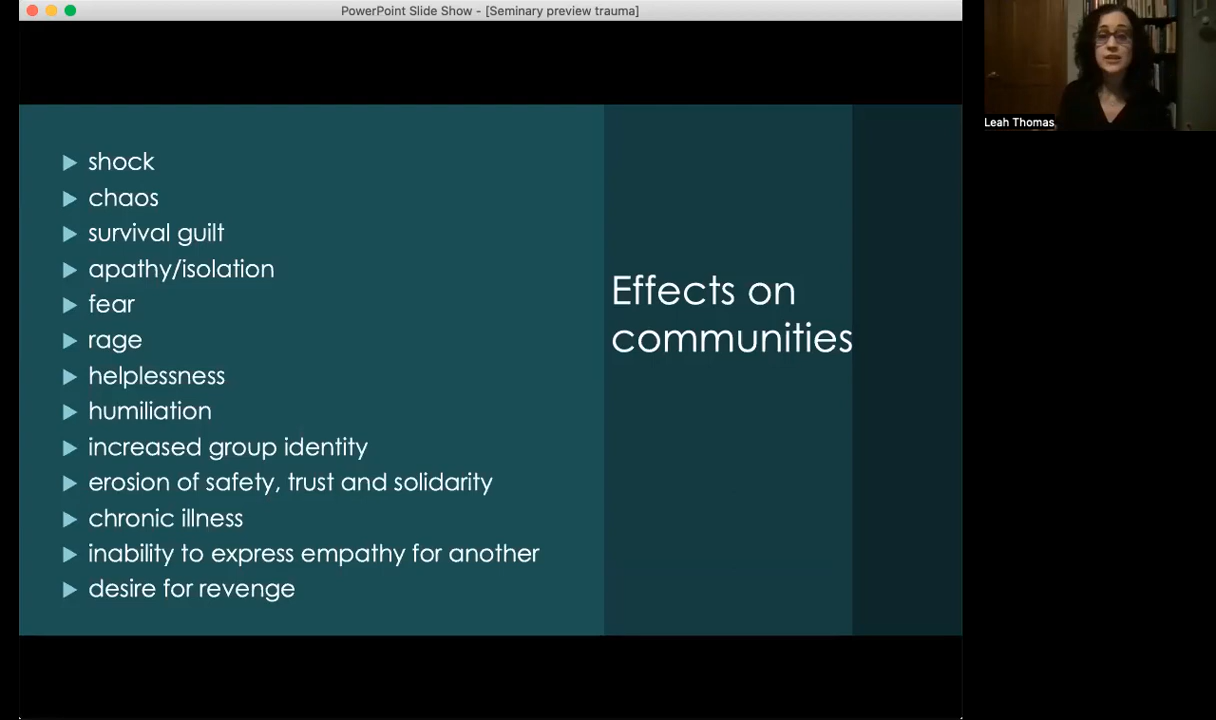 PowerPoint Slide Show - [Seminary preview trauma]
shock
chaos
survival guilt
apathy/isolation
fear
rage
helplessness
humiliation
increased group identity
erosion of safety, trust and solidarity
chronic illness
inability to express empathy for another
desire for revenge
Effects on
communities
Leah Thomas